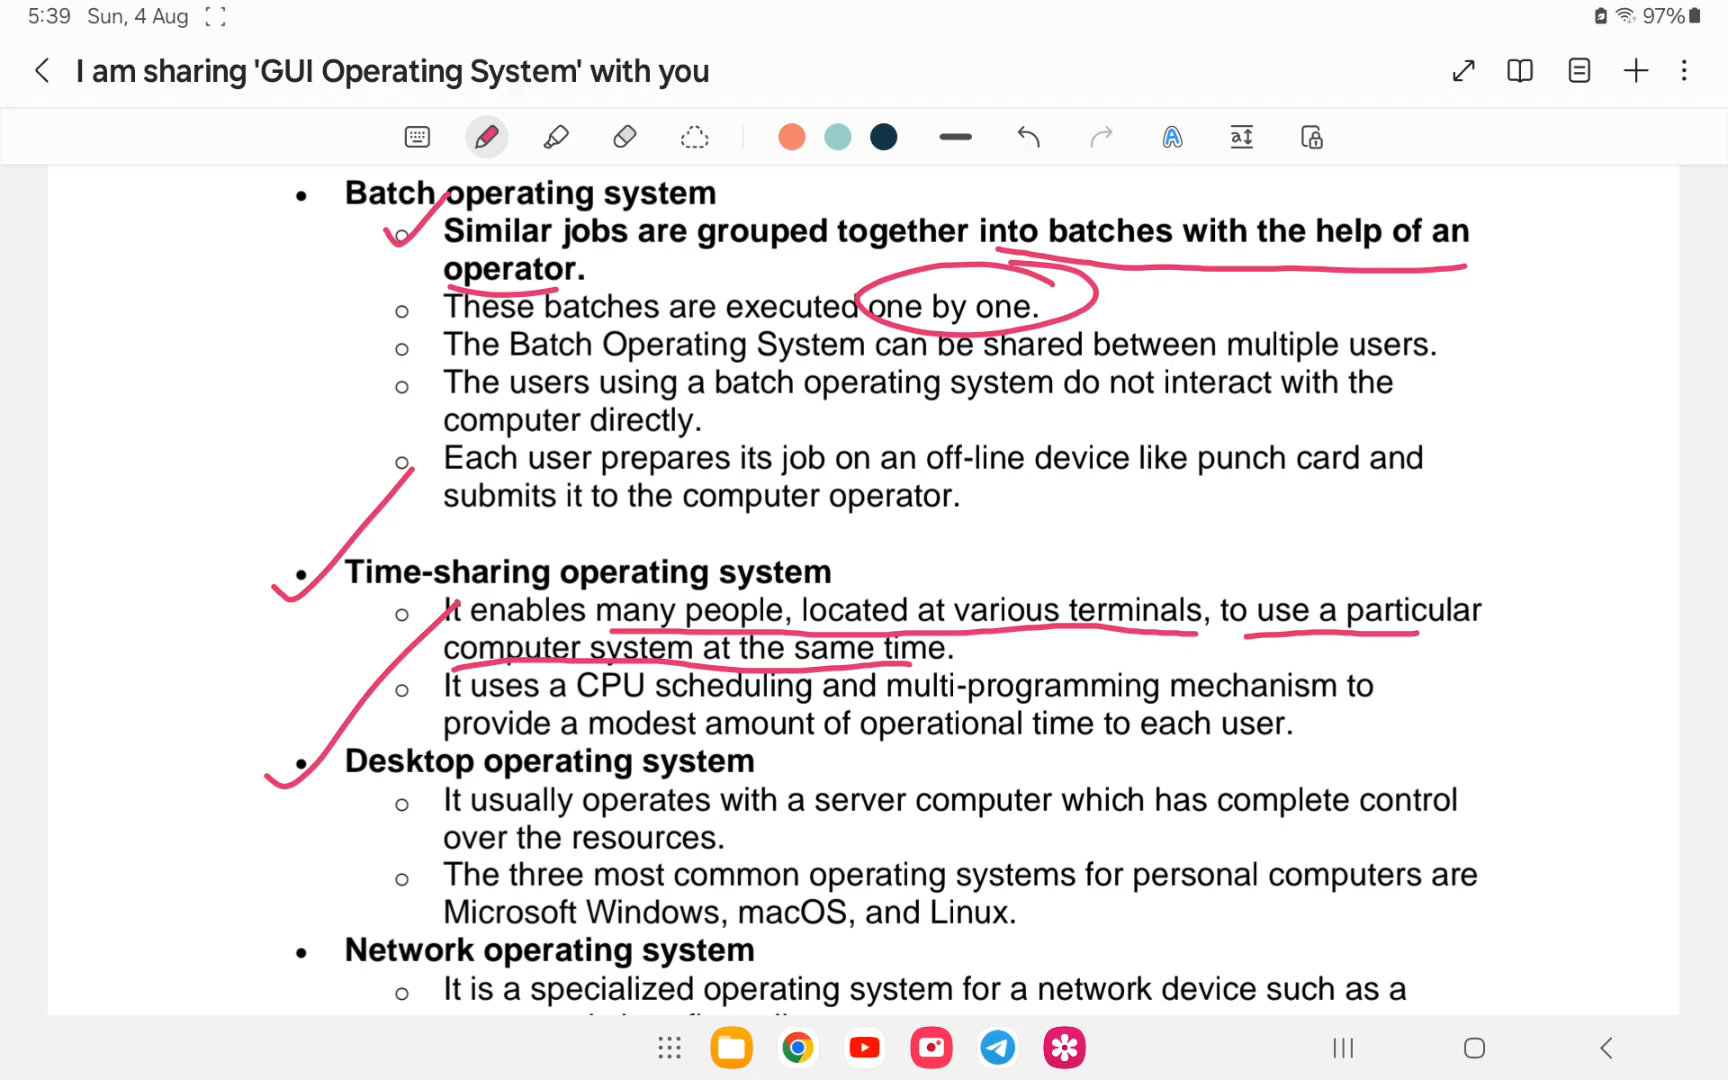 5:39 Sun, 4 Aug 97%
I am sharing 'GUI Operating System' with you
• Batch operating system
o Similar jobs are grouped together into batches with the help of an
operator.
o These batches are executed one by one.
o The Batch Operating System can be shared between multiple users.
o The users using a batch operating system do not interact with the
computer directly.
o Each user prepares its job on an off-line device like punch card and
submits it to the computer operator.
• Time-sharing operating system
o It enables many people, located at various terminals, to use a particular
computer system at the same time.
o It uses a CPU scheduling and multi-programming mechanism to
provide a modest amount of operational time to each user.
• Desktop operating system
o It usually operates with a server computer which has complete control
over the resources.
o The three most common operating systems for personal computers are
Microsoft Windows, macOS, and Linux.
• Network operating system
o It is a specialized operating system for a network device such as a